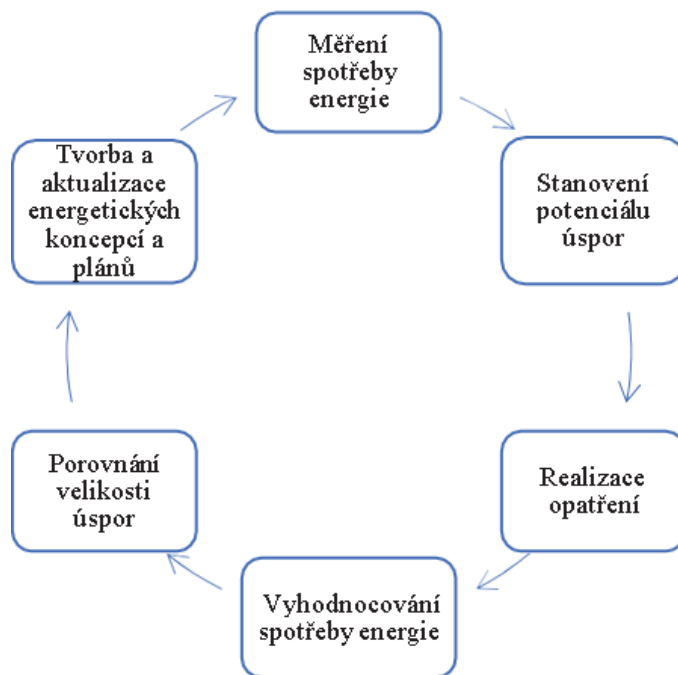 Měření
spotřeby
energie
Stanovení
potenciálu
úspor
Realizace
opatření
Vyhodnocování
spotřeby energie
Porovnání
velikosti
úspor
Tvorba a
aktualizace
energetických
koncepcí a
plánů